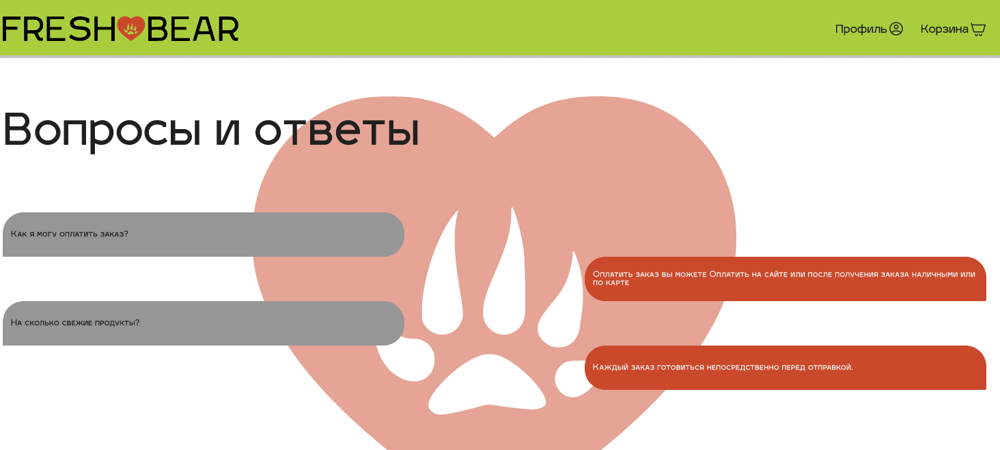 FRESH BEAR
Профиль
Корзина
Вопросы и ответы
Как я могу оплатить заказ?
Оплатить заказ вы можете Оплатить на сайте или после получения заказа наличными или
по карте
На сколько свежие продукты?
Каждый заказ готовиться непосредственно перед отправкой.